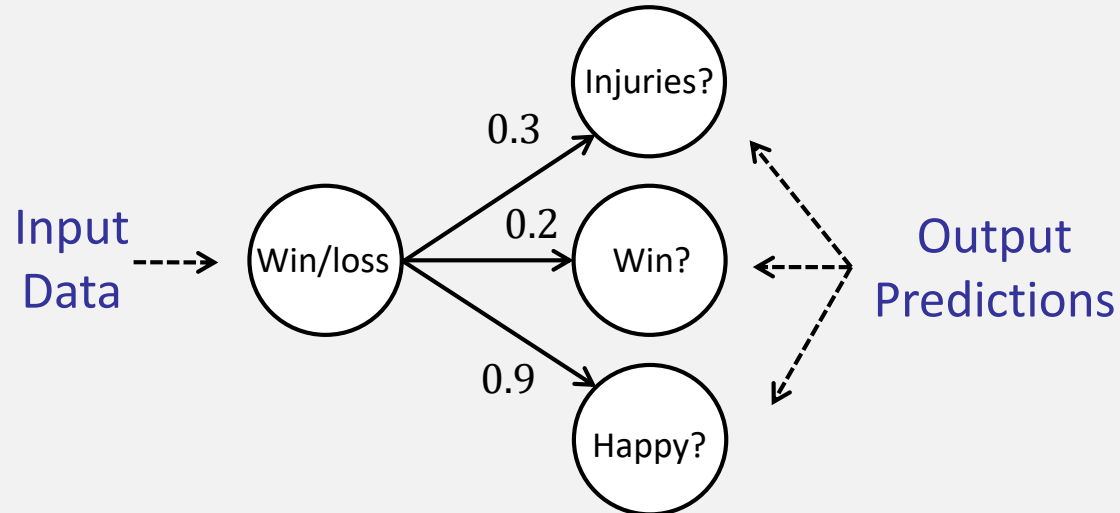 Injuries?
0.3
Input
Data
Win/loss
0.2
Win?
Output
Predictions
0.9
Happy?